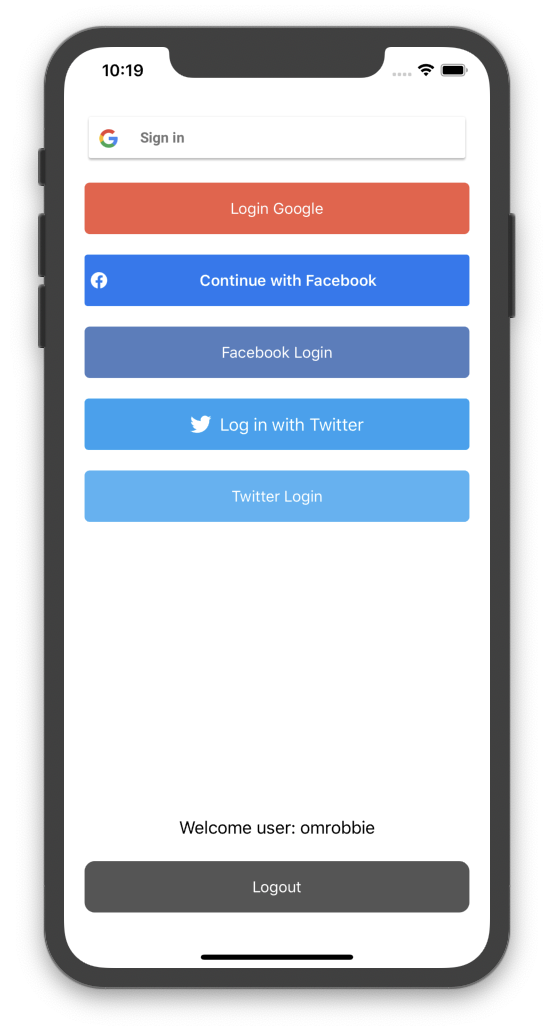 10:19
Sign in
Login Google
Continue with Facebook
Facebook Login
Log in with Twitter
Twitter Login
Welcome user: omrobbie
Logout